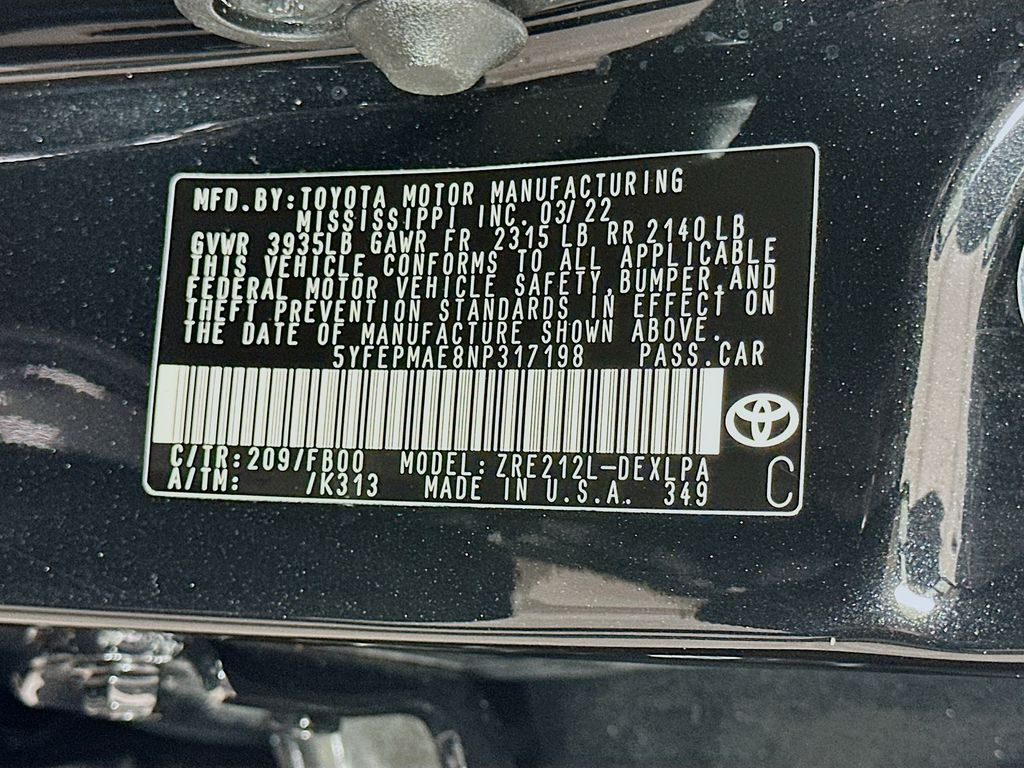 MFD.BY:TOYOTA MOTOR MANUFACTURING
MISSISSIPPI INC. 03/22
GVWR 3935LB GAWR FR 2315 LB RR 2140 LB
THIS VEHICLE CONFORMS TO ALL APPLICABLE
FEDERAL MOTOR VEHICLE SAFETY,BUMPER,AND
THEFT PREVENTION STANDARDS IN EFFECT ON
THE DATE OF MANUFACTURE SHOWN ABOVE.
5YFEPMAE8NP317198 PASS.CAR
C/TR:209/FB00 MODEL:ZRE212L-DEXLPA
A/TM: /K313 MADE IN U.S.A. 349 C